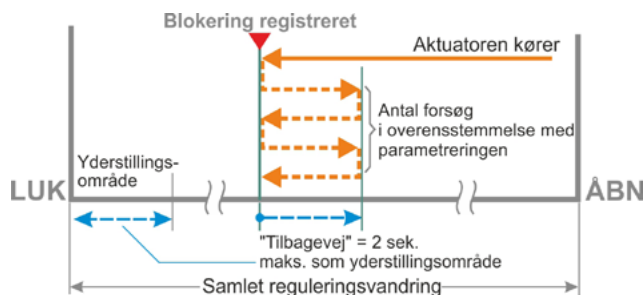 Blokering registreret
Aktuatoren kører
Antal forsøg
i overensstemmelse med
parametreringen
Yderstillings-
område
LUK
ÅBN
"Tilbagevej" = 2 sek.
maks. som yderstillingsområde
Samlet reguleringsvandring